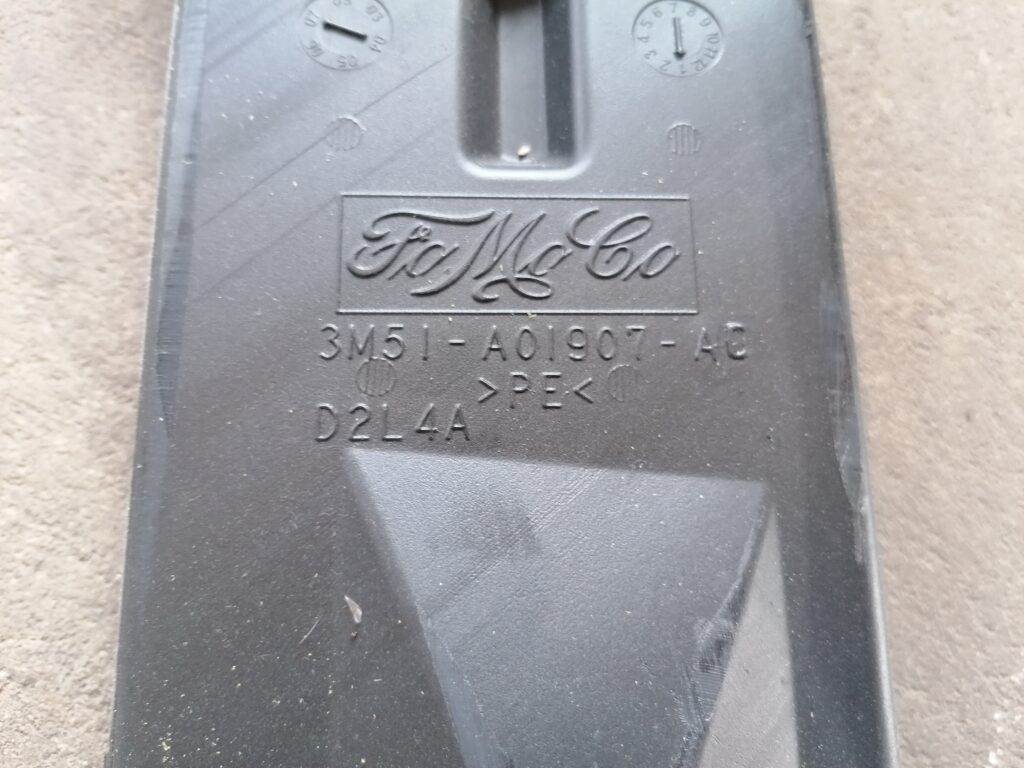 FoMoCo
3M51-A01907-AC
>PE<
D2L4A